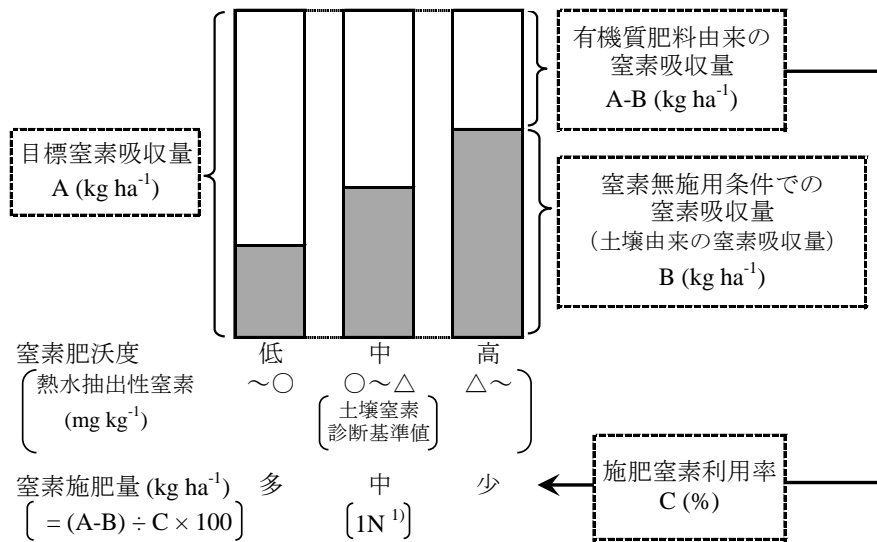 有機質肥料由来の
窒素吸収量
A-B (kg ha⁻¹)
目標窒素吸収量
A (kg ha⁻¹)
窒素無施用条件での
窒素吸収量
（土壌由来の窒素吸収量）
B (kg ha⁻¹)
窒素肥沃度 低 中 高
熱水抽出性窒素 ～○ ○～△ △～
(mg kg⁻¹)
土壌窒素
診断基準値
窒素施肥量 (kg ha⁻¹) 多 中 少
= (A-B) ÷ C × 100
1N ¹⁾
施肥窒素利用率
C (%)